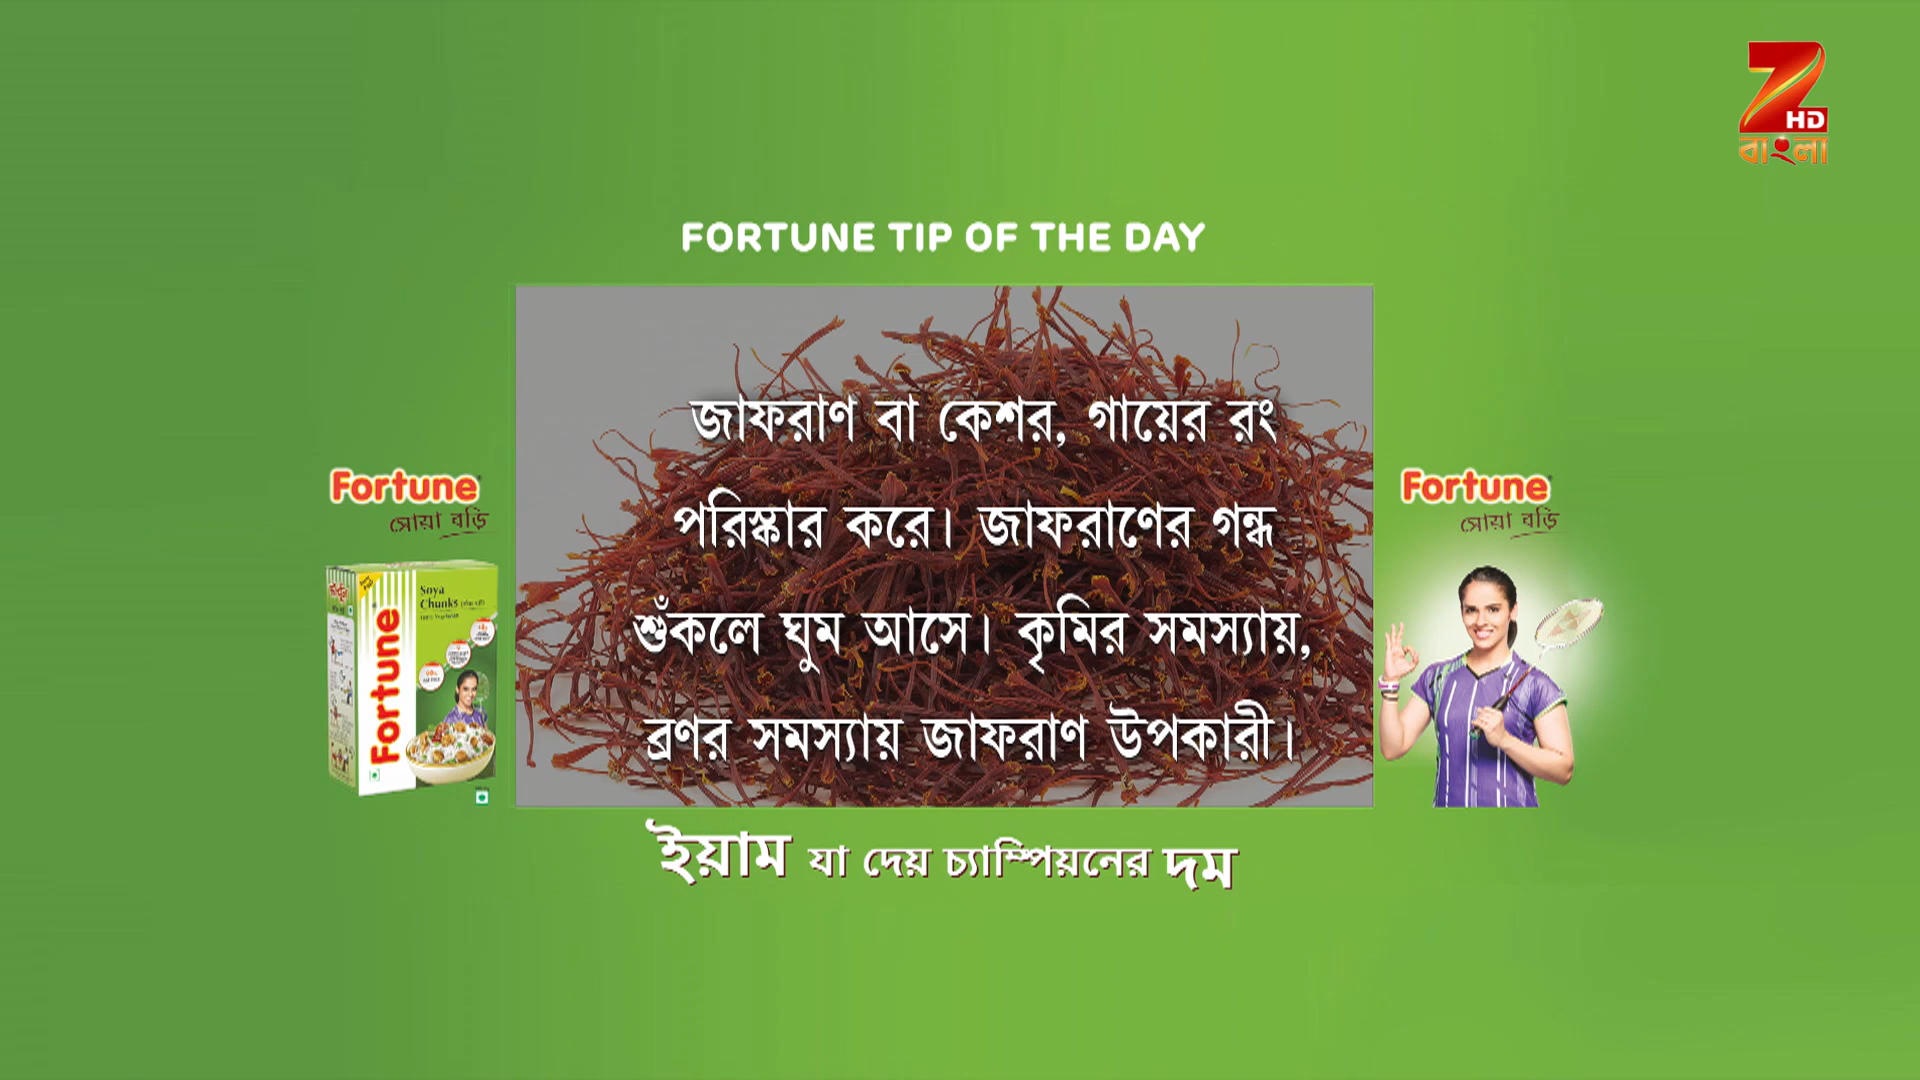 HD
বাংলা
FORTUNE TIP OF THE DAY
জাফরাণ বা কেশর, গায়ের রং
পরিস্কার করে। জাফরাণের গন্ধ
শুঁকলে ঘুম আসে। কৃমির সমস্যায়,
ব্রণর সমস্যায় জাফরাণ উপকারী।
Fortune
সোয়া বড়ি
Soya
Chunks
Fortune
Fortune
সোয়া বড়ি
ইয়াম যা দেয় চ্যাম্পিয়নের দম